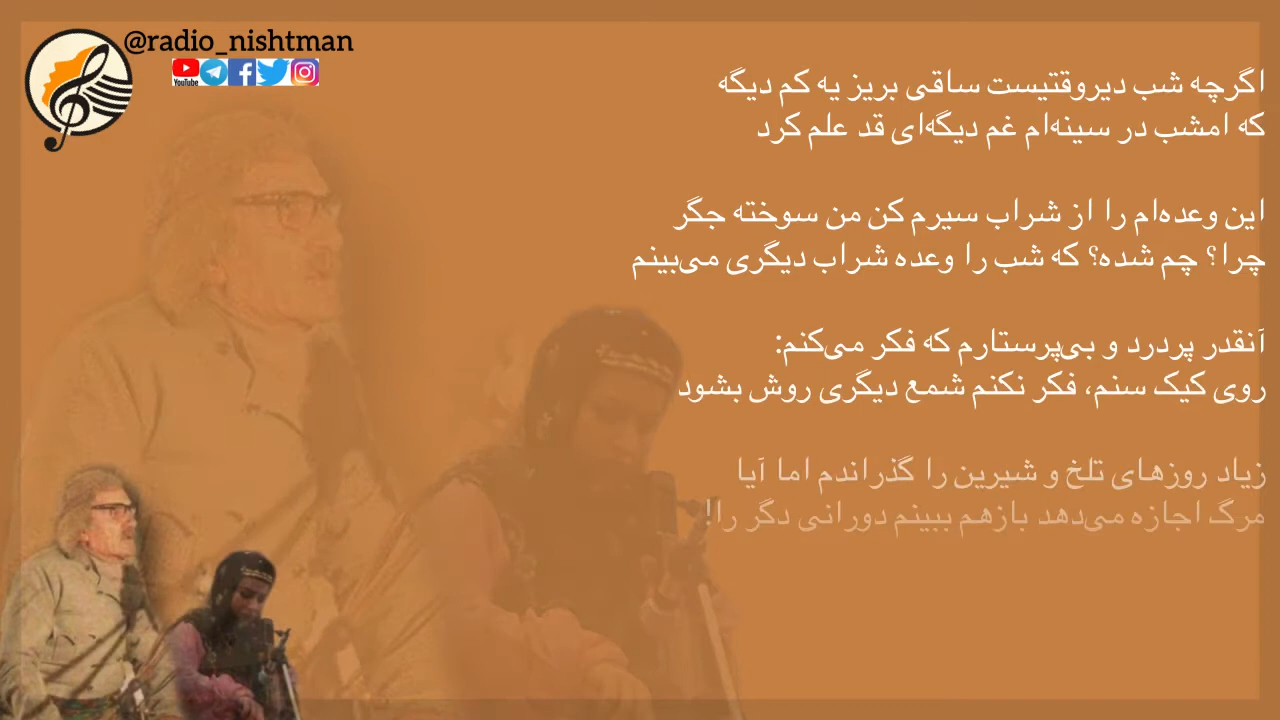 @radio_nishtman
YouTube
اگرچه شب دیروقتیست ساقی بریز یه کم دیگه
که امشب در سینه‌ام غم دیگه‌ای قد علم کرد
این وعده‌ام را از شراب سیرم کن من سوخته جگر
چرا؟ چم شده؟ که شب را وعده شراب دیگری می‌بینم
آنقدر پردرد و بی‌پرستارم که فکر می‌کنم:
روی کیک سنم، فکر نکنم شمع دیگری روش بشود
زیاد روزهای تلخ و شیرین را گذراندم اما آیا
مرگ اجازه می‌دهد بازهم ببینم دورانی دگر را!